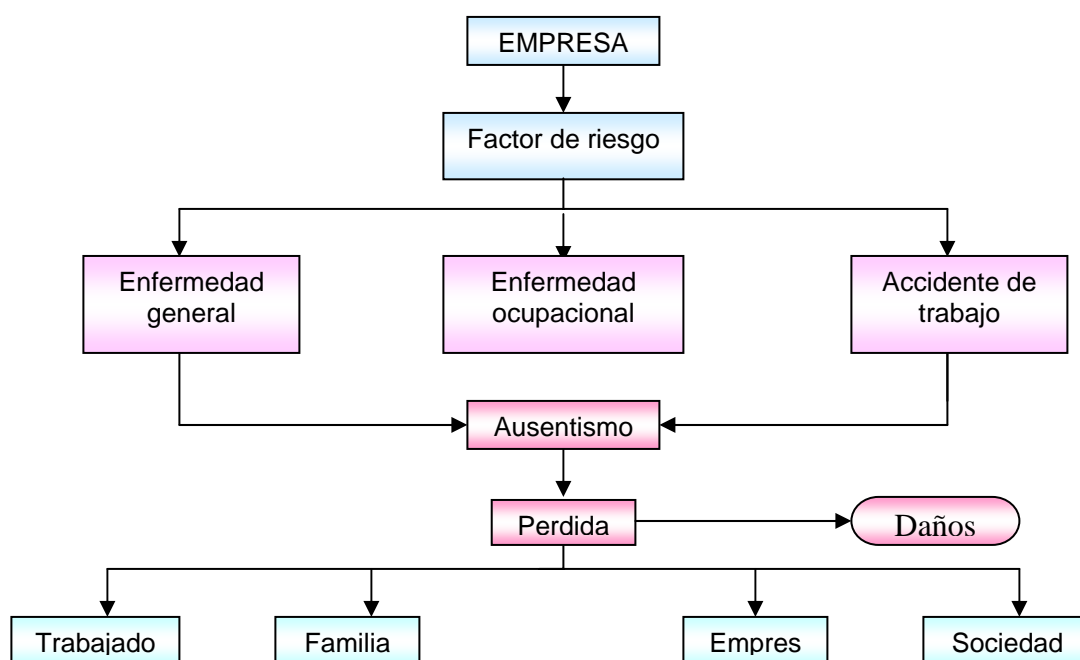 EMPRESA
Factor de riesgo
Enfermedad
general
Enfermedad
ocupacional
Accidente de
trabajo
Ausentismo
Perdida
Daños
Trabajado
Familia
Empres
Sociedad